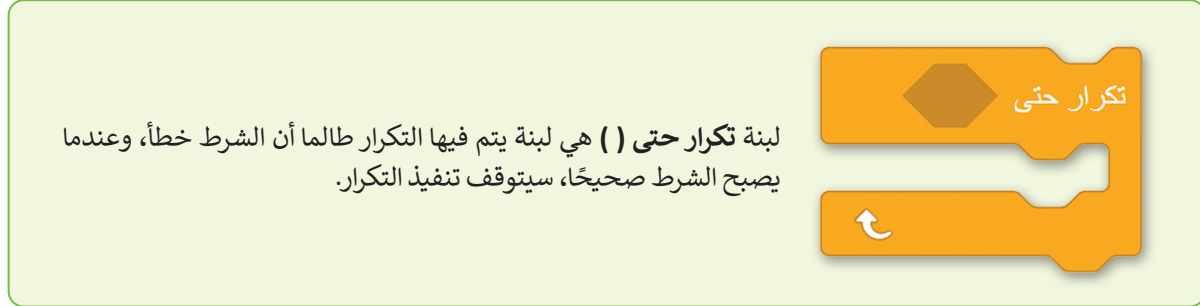 تكرار حتى
لبنة تكرار حتى ( ) هي لبنة يتم فيها التكرار طالما أن الشرط خطأ، وعندما
يصبح الشرط صحيحًا، سيتوقف تنفيذ التكرار.